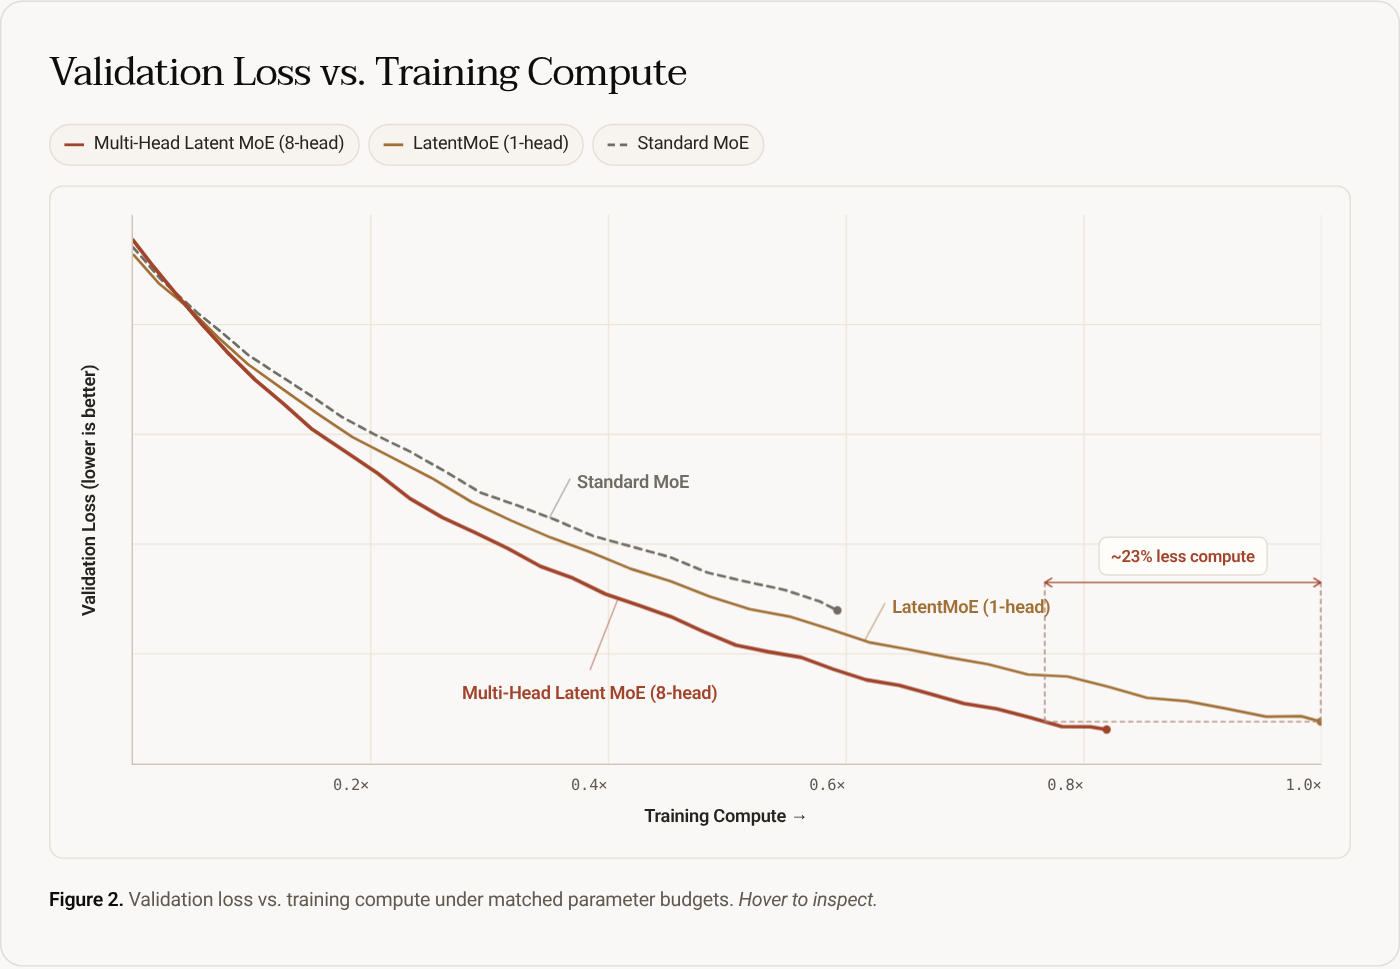 Validation Loss vs. Training Compute
Multi-Head Latent MoE (8-head)
LatentMoE (1-head)
Standard MoE
Validation Loss (lower is better)
Standard MoE
~23% less compute
LatentMoE (1-head)
Multi-Head Latent MoE (8-head)
0.2× 0.4× 0.6× 0.8× 1.0×
Training Compute →
Figure 2. Validation loss vs. training compute under matched parameter budgets. Hover to inspect.